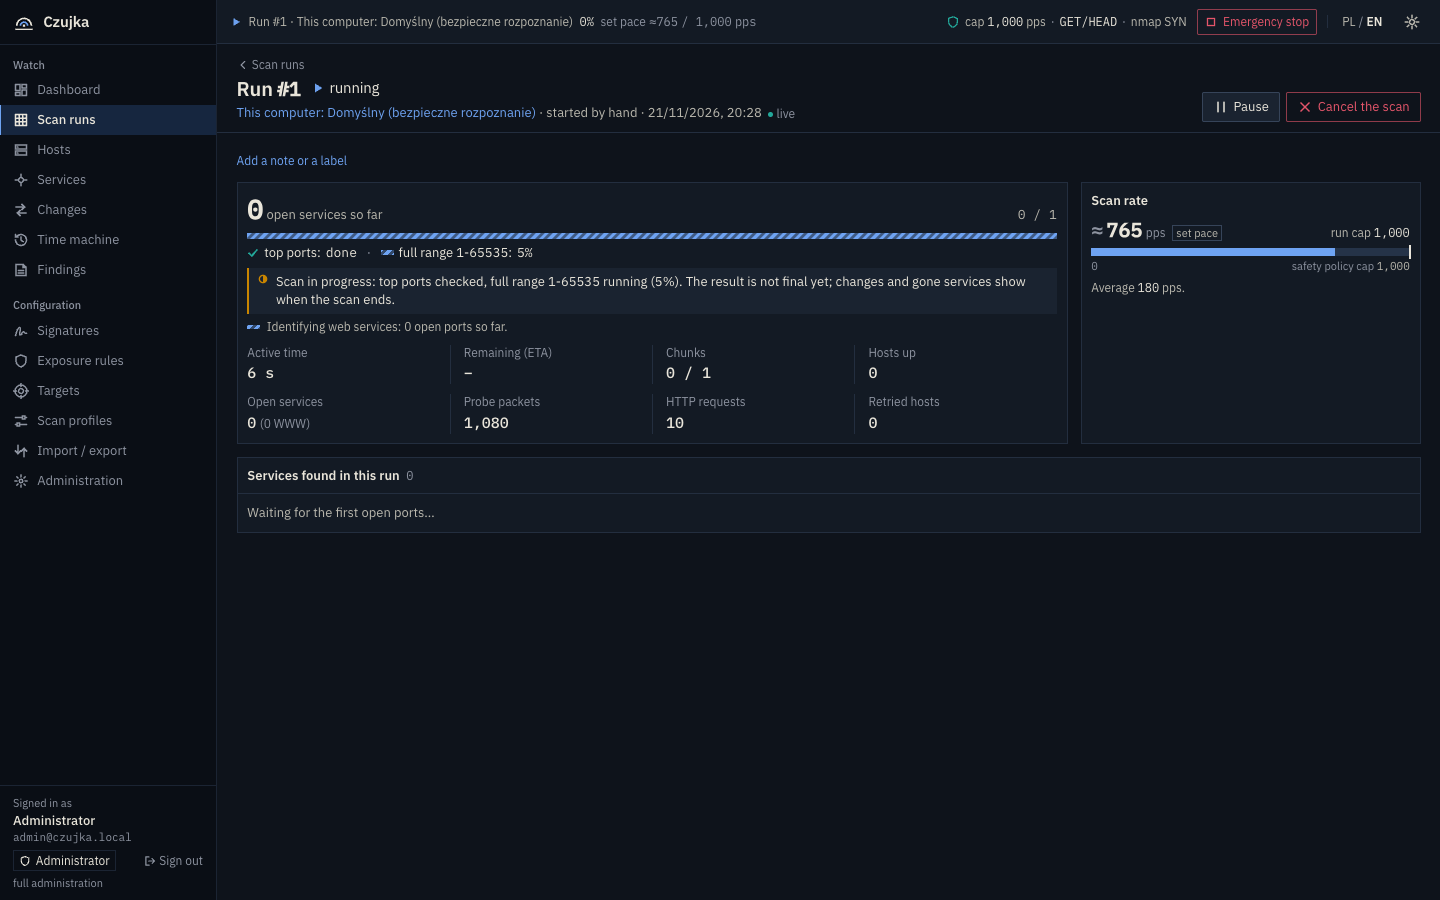 Czujka
Run #1 · This computer: Domyślny (bezpieczne rozpoznanie) 0% set pace ≈765 / 1,000 pps
cap 1,000 pps · GET/HEAD · nmap SYN
Emergency stop
PL / EN
Watch
Dashboard
Scan runs
Hosts
Services
Changes
Time machine
Findings
Configuration
Signatures
Exposure rules
Targets
Scan profiles
Import / export
Administration
Signed in as
Administrator
admin@czujka.local
Administrator
Sign out
full administration
Scan runs
Run #1 running
This computer: Domyślny (bezpieczne rozpoznanie) · started by hand · 21/11/2026, 20:28 live
Pause
Cancel the scan
Add a note or a label
0 open services so far 0 / 1
top ports: done · full range 1-65535: 5%
Scan in progress: top ports checked, full range 1-65535 running (5%). The result is not final yet; changes and gone services show
when the scan ends.
Identifying web services: 0 open ports so far.
Active time Remaining (ETA) Chunks Hosts up
6 s – 0 / 1 0
Open services Probe packets HTTP requests Retried hosts
0 (0 WWW) 1,080 10 0
Scan rate
≈765 pps set pace run cap 1,000
0 safety policy cap 1,000
Average 180 pps.
Services found in this run 0
Waiting for the first open ports…